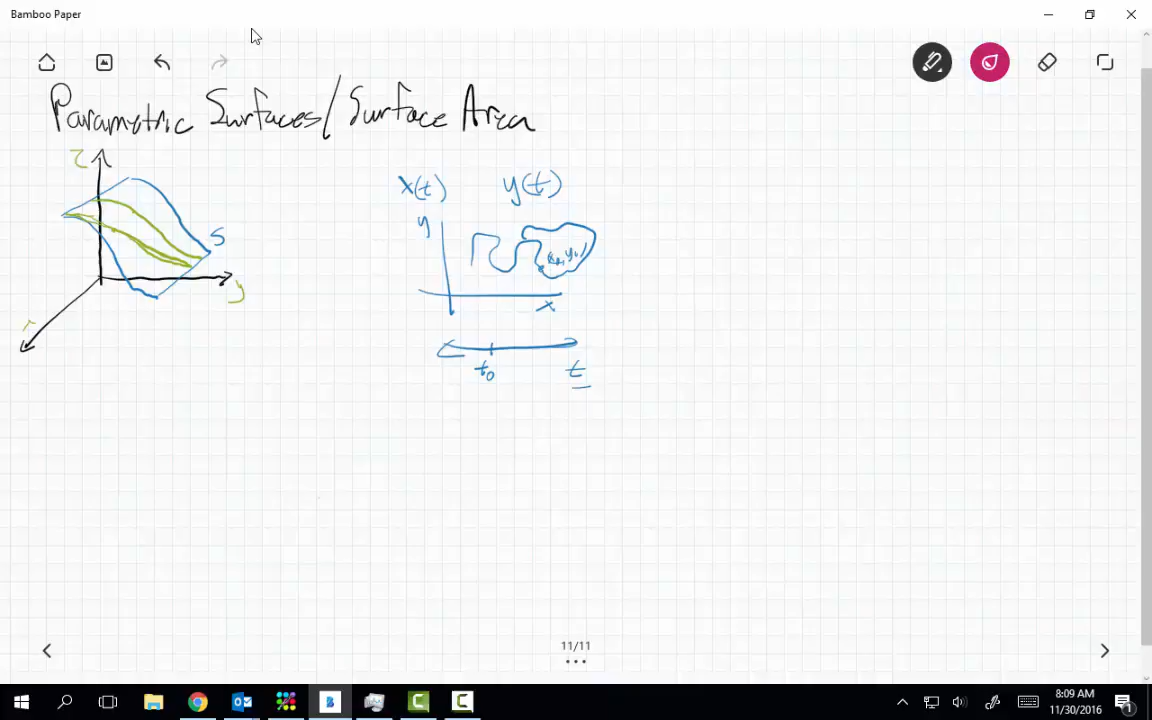 Bamboo Paper
Parametric Surfaces/Surface Area
z
x(t) y(t)
y
S
y
x
t₀ t
11/11
8:09 AM
11/30/2016